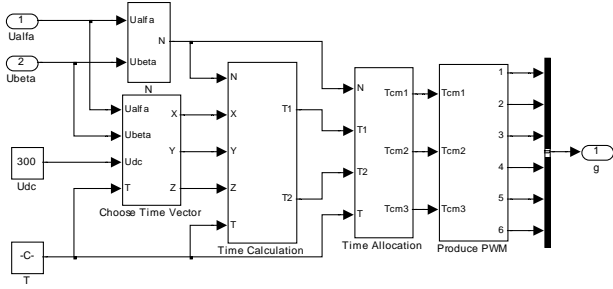 1
Ualfa
2
Ubeta
300
Udc
-C-
T
Ualfa
Ubeta
N
N
Ualfa
Ubeta
Udc
T
X
Y
Z
Choose Time Vector
N
X
Y
Z
T
T1
T2
Time Calculation
N
T1
T2
T
Tcm1
Tcm2
Tcm3
Time Allocation
Tcm1
Tcm2
Tcm3
1
2
3
4
5
6
Produce PWM
1
g